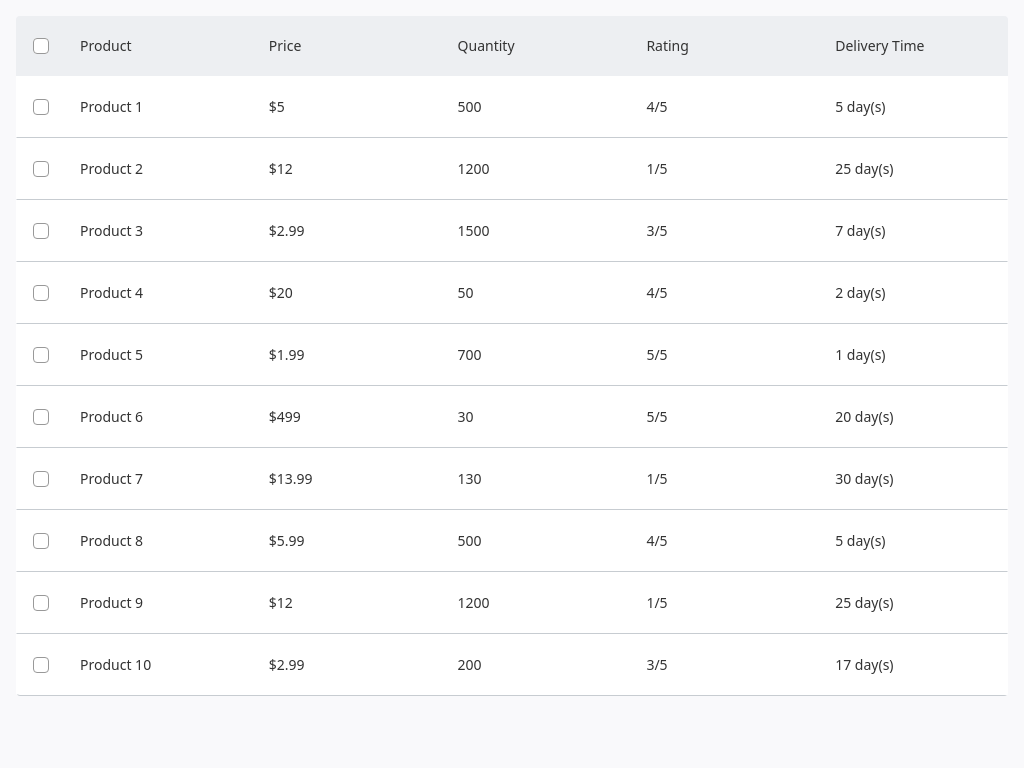 Product Price Quantity Rating Delivery Time
Product 1 $5 500 4/5 5 day(s)
Product 2 $12 1200 1/5 25 day(s)
Product 3 $2.99 1500 3/5 7 day(s)
Product 4 $20 50 4/5 2 day(s)
Product 5 $1.99 700 5/5 1 day(s)
Product 6 $499 30 5/5 20 day(s)
Product 7 $13.99 130 1/5 30 day(s)
Product 8 $5.99 500 4/5 5 day(s)
Product 9 $12 1200 1/5 25 day(s)
Product 10 $2.99 200 3/5 17 day(s)